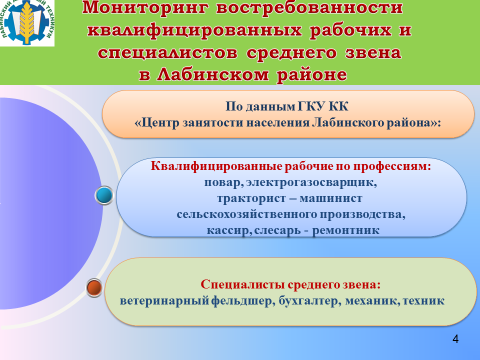 Мониторинг востребованности
квалифицированных рабочих и
специалистов среднего звена
в Лабинском районе
По данным ГКУ КК
«Центр занятости населения Лабинского района»:
Квалифицированные рабочие по профессиям:
повар, электрогазосварщик,
тракторист – машинист
сельскохозяйственного производства,
кассир, слесарь - ремонтник
Специалисты среднего звена:
ветеринарный фельдшер, бухгалтер, механик, техник
4